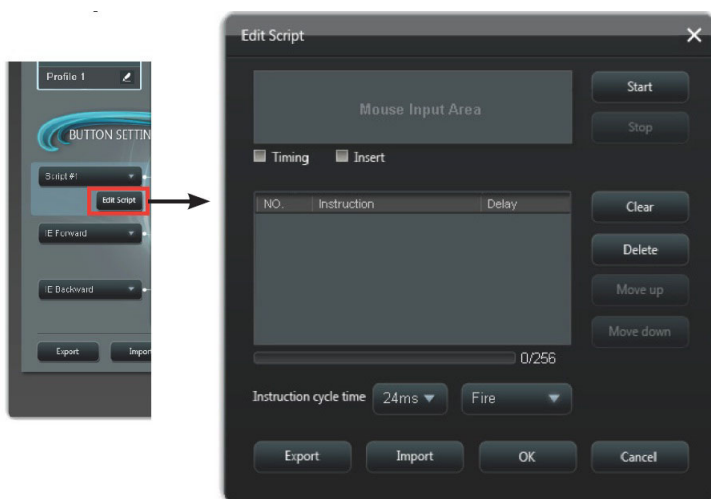 Profile 1
BUTTON SETTIN
Script #1
Edit Script
IE Forward
IE Backward
Export Impor
Edit Script
Mouse Input Area
Start
Stop
Timing Insert
NO. Instruction Delay
Clear
Delete
Move up
Move down
0/256
Instruction cycle time 24ms Fire
Export Import OK Cancel